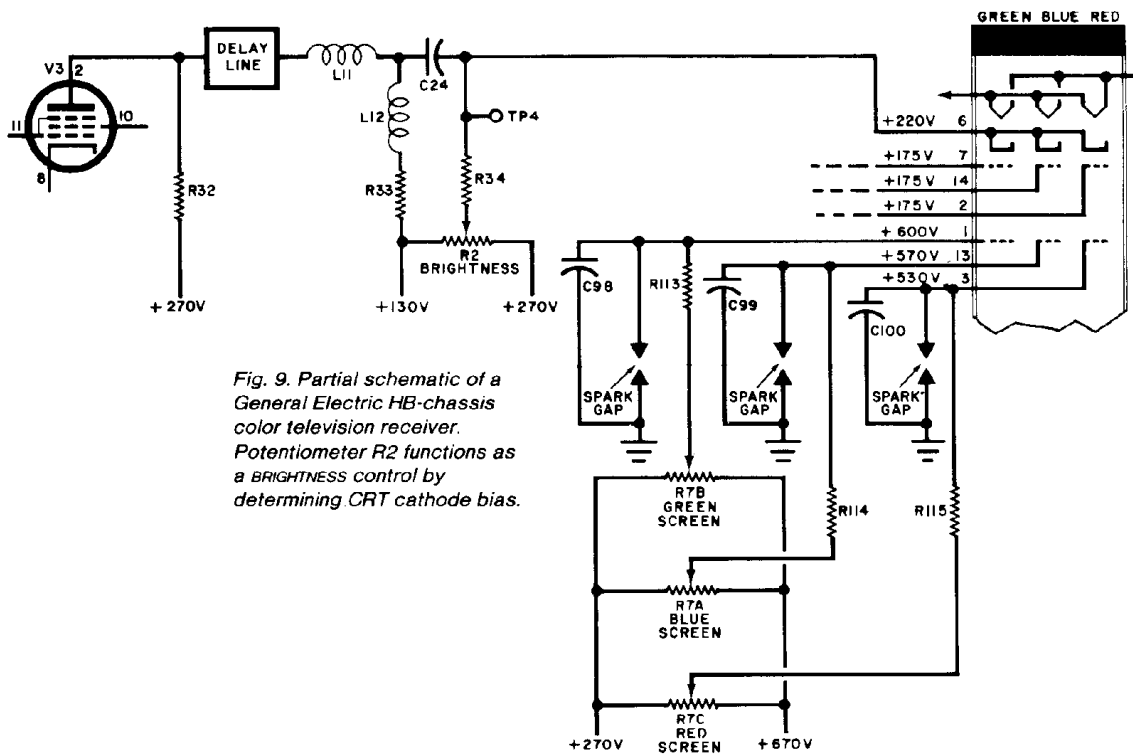 GREEN BLUE RED
V3
2
11
10
8
DELAY
LINE
L11
C24
L12
TP4
R32
R33
R34
R2
BRIGHTNESS
+270V
+130V
+270V
+220V 6
+175V 7
+175V 14
+175V 2
+600V 1
+570V 13
+530V 3
C98
R113
C99
C100
SPARK
GAP
SPARK
GAP
SPARK
GAP
Fig. 9. Partial schematic of a
General Electric HB-chassis
color television receiver.
Potentiometer R2 functions as
a BRIGHTNESS control by
determining CRT cathode bias.
R7B
GREEN
SCREEN
R114
R115
R7A
BLUE
SCREEN
R7C
RED
SCREEN
+270V
+670V